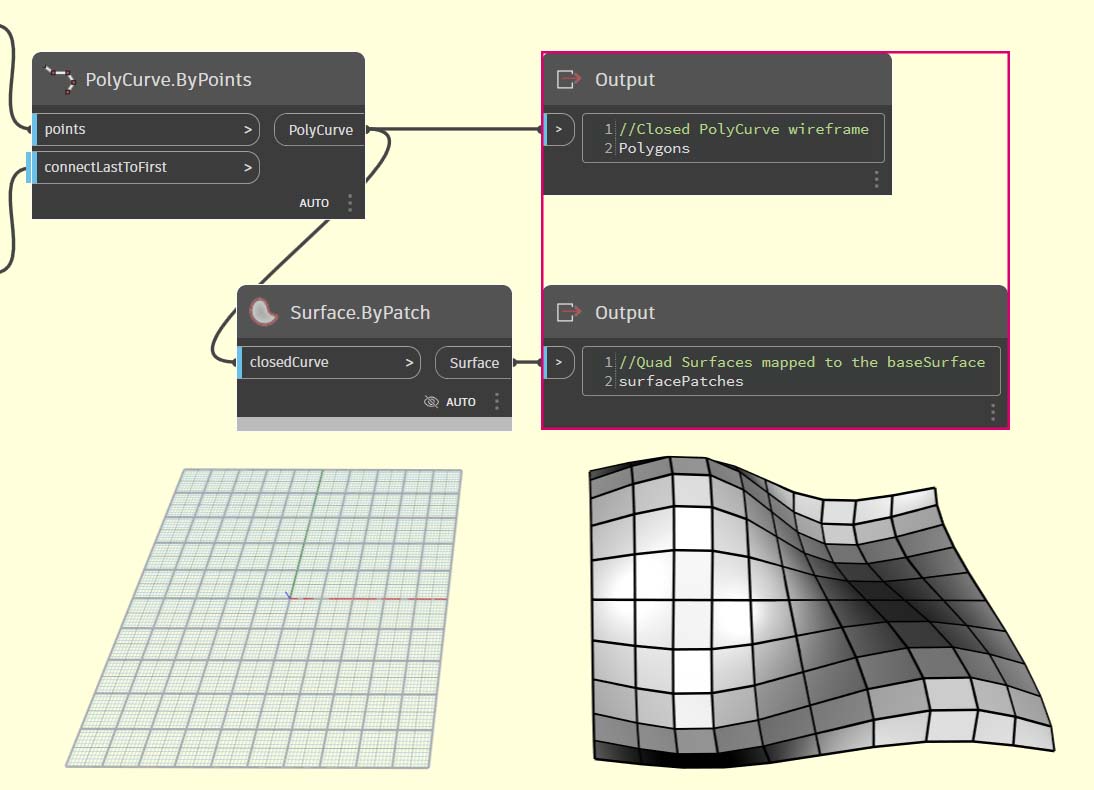 PolyCurve.ByPoints
points >
PolyCurve
connectLastToFirst >
AUTO
Output
>
1 //Closed PolyCurve wireframe
2 Polygons
Surface.ByPatch
closedCurve >
Surface
AUTO
Output
>
1 //Quad Surfaces mapped to the baseSurface
2 surfacePatches